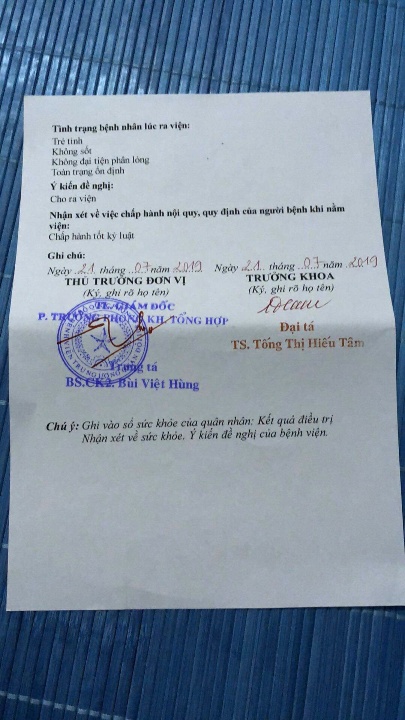 Tình trạng bệnh nhân lúc ra viện:
Trẻ tỉnh
Không sốt
Không đại tiện phân lỏng
Toàn trạng ổn định
Ý kiến đề nghị:
Cho ra viện
Nhận xét về việc chấp hành nội quy, quy định của người bệnh khi nằm
viện:
Chấp hành tốt kỷ luật
Ghi chú:
Ngày 21 tháng 07 năm 2019
THỦ TRƯỞNG ĐƠN VỊ
(Ký, ghi rõ họ tên)
TL. GIÁM ĐỐC
P. TRƯỞNG PHÒNG KH. TỔNG HỢP
Trung tá
BS.CK2. Bùi Việt Hùng
Ngày 21 tháng 07 năm 2019
TRƯỞNG KHOA
(Ký, ghi rõ họ tên)
Đại tá
TS. Tống Thị Hiếu Tâm
Chú ý: Ghi vào sổ sức khỏe của quân nhân: Kết quả điều trị
Nhận xét về sức khỏe. Ý kiến đề nghị của bệnh viện.